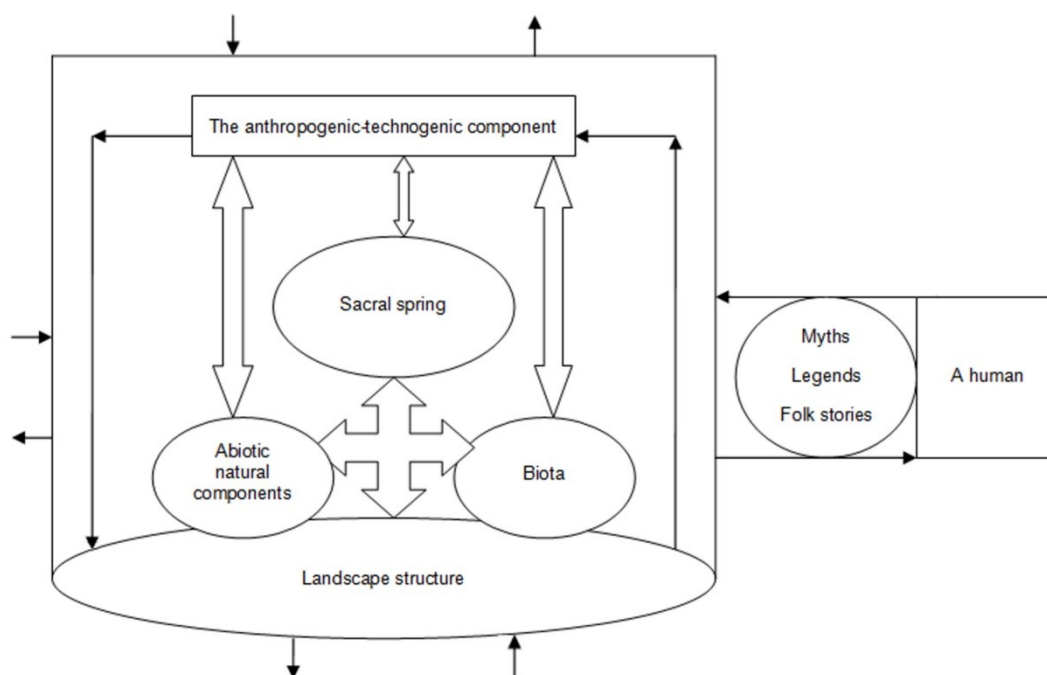 The anthropogenic-technogenic component
Sacral spring
Myths
Legends
Folk stories
A human
Abiotic
natural
components
Biota
Landscape structure